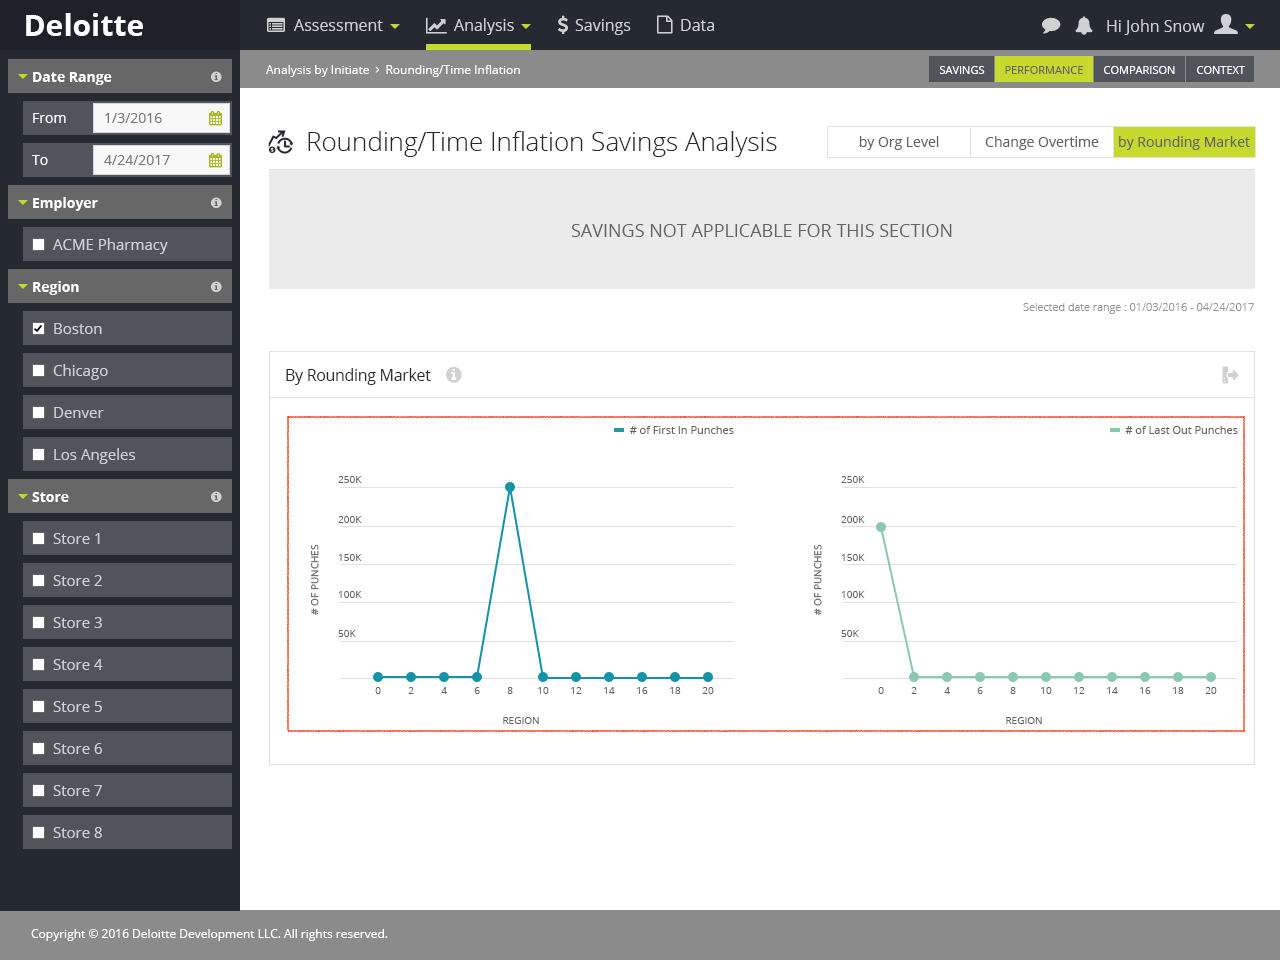 Deloitte
Assessment
Analysis
Savings
Data
Hi John Snow
Analysis by Initiate › Rounding/Time Inflation
SAVINGS
PERFORMANCE
COMPARISON
CONTEXT
Date Range
From
1/3/2016
To
4/24/2017
Employer
ACME Pharmacy
Region
Boston
Chicago
Denver
Los Angeles
Store
Store 1
Store 2
Store 3
Store 4
Store 5
Store 6
Store 7
Store 8
Rounding/Time Inflation Savings Analysis
by Org Level
Change Overtime
by Rounding Market
SAVINGS NOT APPLICABLE FOR THIS SECTION
Selected date range : 01/03/2016 - 04/24/2017
By Rounding Market
# of First In Punches
250K
200K
150K
100K
50K
# OF PUNCHES
0 2 4 6 8 10 12 14 16 18 20
REGION
# of Last Out Punches
250K
200K
150K
100K
50K
# OF PUNCHES
0 2 4 6 8 10 12 14 16 18 20
REGION
Copyright © 2016 Deloitte Development LLC. All rights reserved.